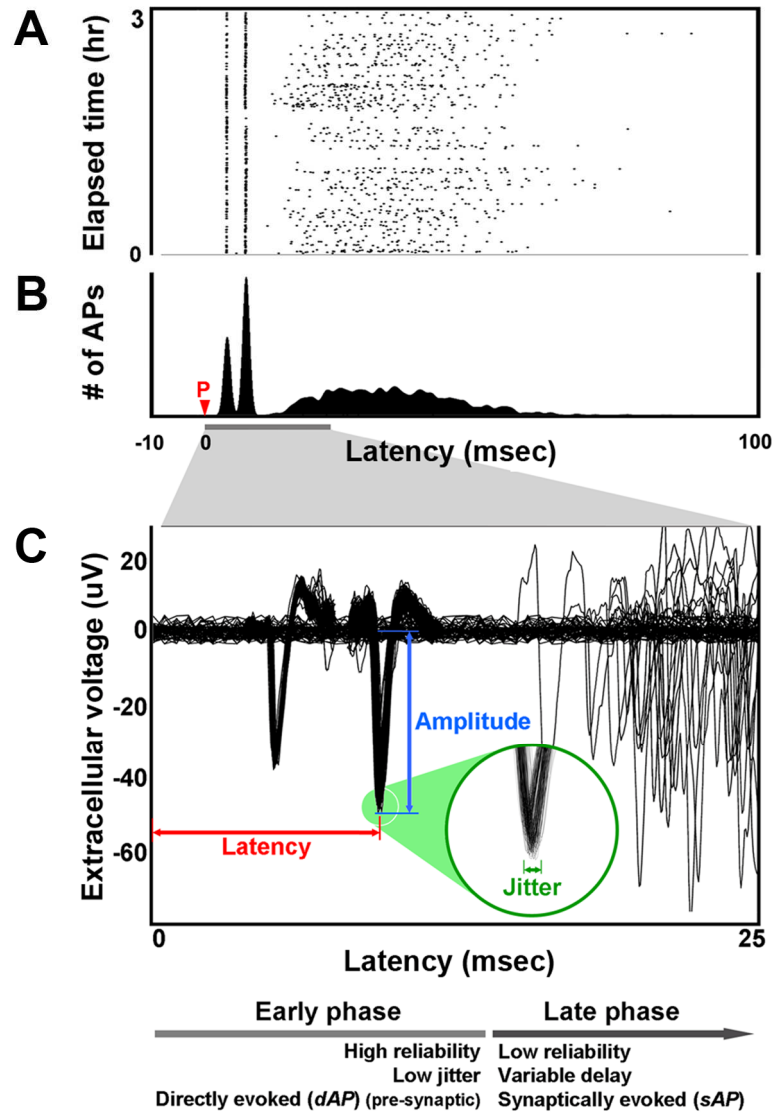 A
3
Elapsed time (hr)
0
B
# of APs
P
-10
0
100
Latency (msec)
C
Extracellular voltage (uV)
20
0
-20
-40
-60
Amplitude
Latency
Jitter
0
25
Latency (msec)
Early phase
Late phase
High reliability
Low reliability
Low jitter
Variable delay
Directly evoked (dAP) (pre-synaptic)
Synaptically evoked (sAP)